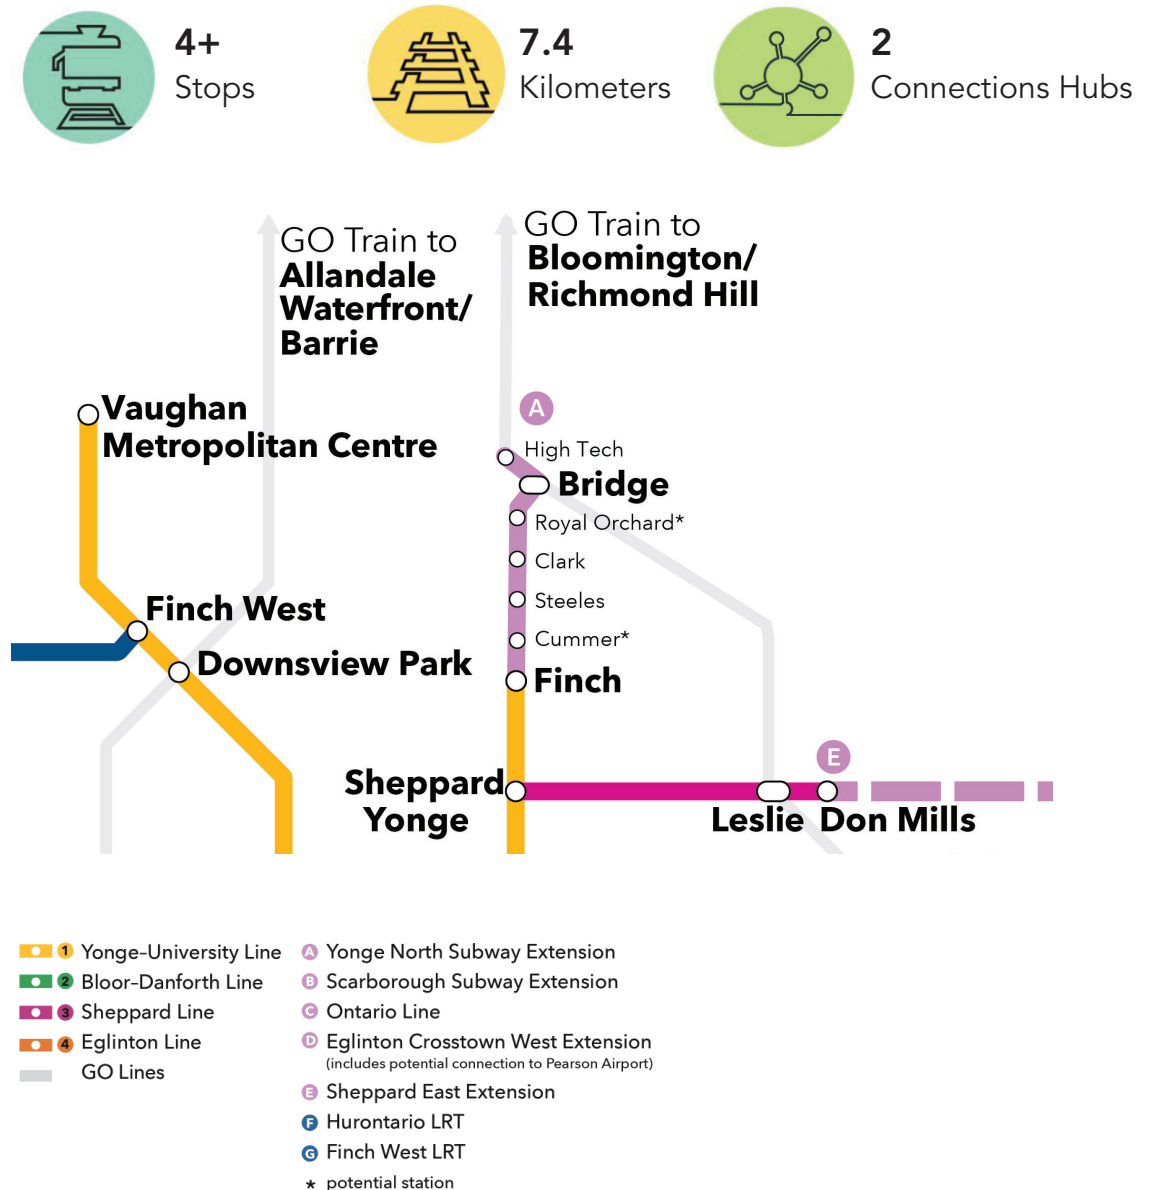 4+
Stops
7.4
Kilometers
2
Connections Hubs
GO Train to
Allandale
Waterfront/
Barrie
GO Train to
Bloomington/
Richmond Hill
Vaughan
Metropolitan Centre
A
High Tech
Bridge
Royal Orchard*
Clark
Steeles
Cummer*
Finch
Finch West
Downsview Park
Sheppard
Yonge
E
Leslie
Don Mills
1 Yonge–University Line
2 Bloor–Danforth Line
3 Sheppard Line
4 Eglinton Line
GO Lines
A Yonge North Subway Extension
B Scarborough Subway Extension
C Ontario Line
D Eglinton Crosstown West Extension
(includes potential connection to Pearson Airport)
E Sheppard East Extension
F Hurontario LRT
G Finch West LRT
* potential station